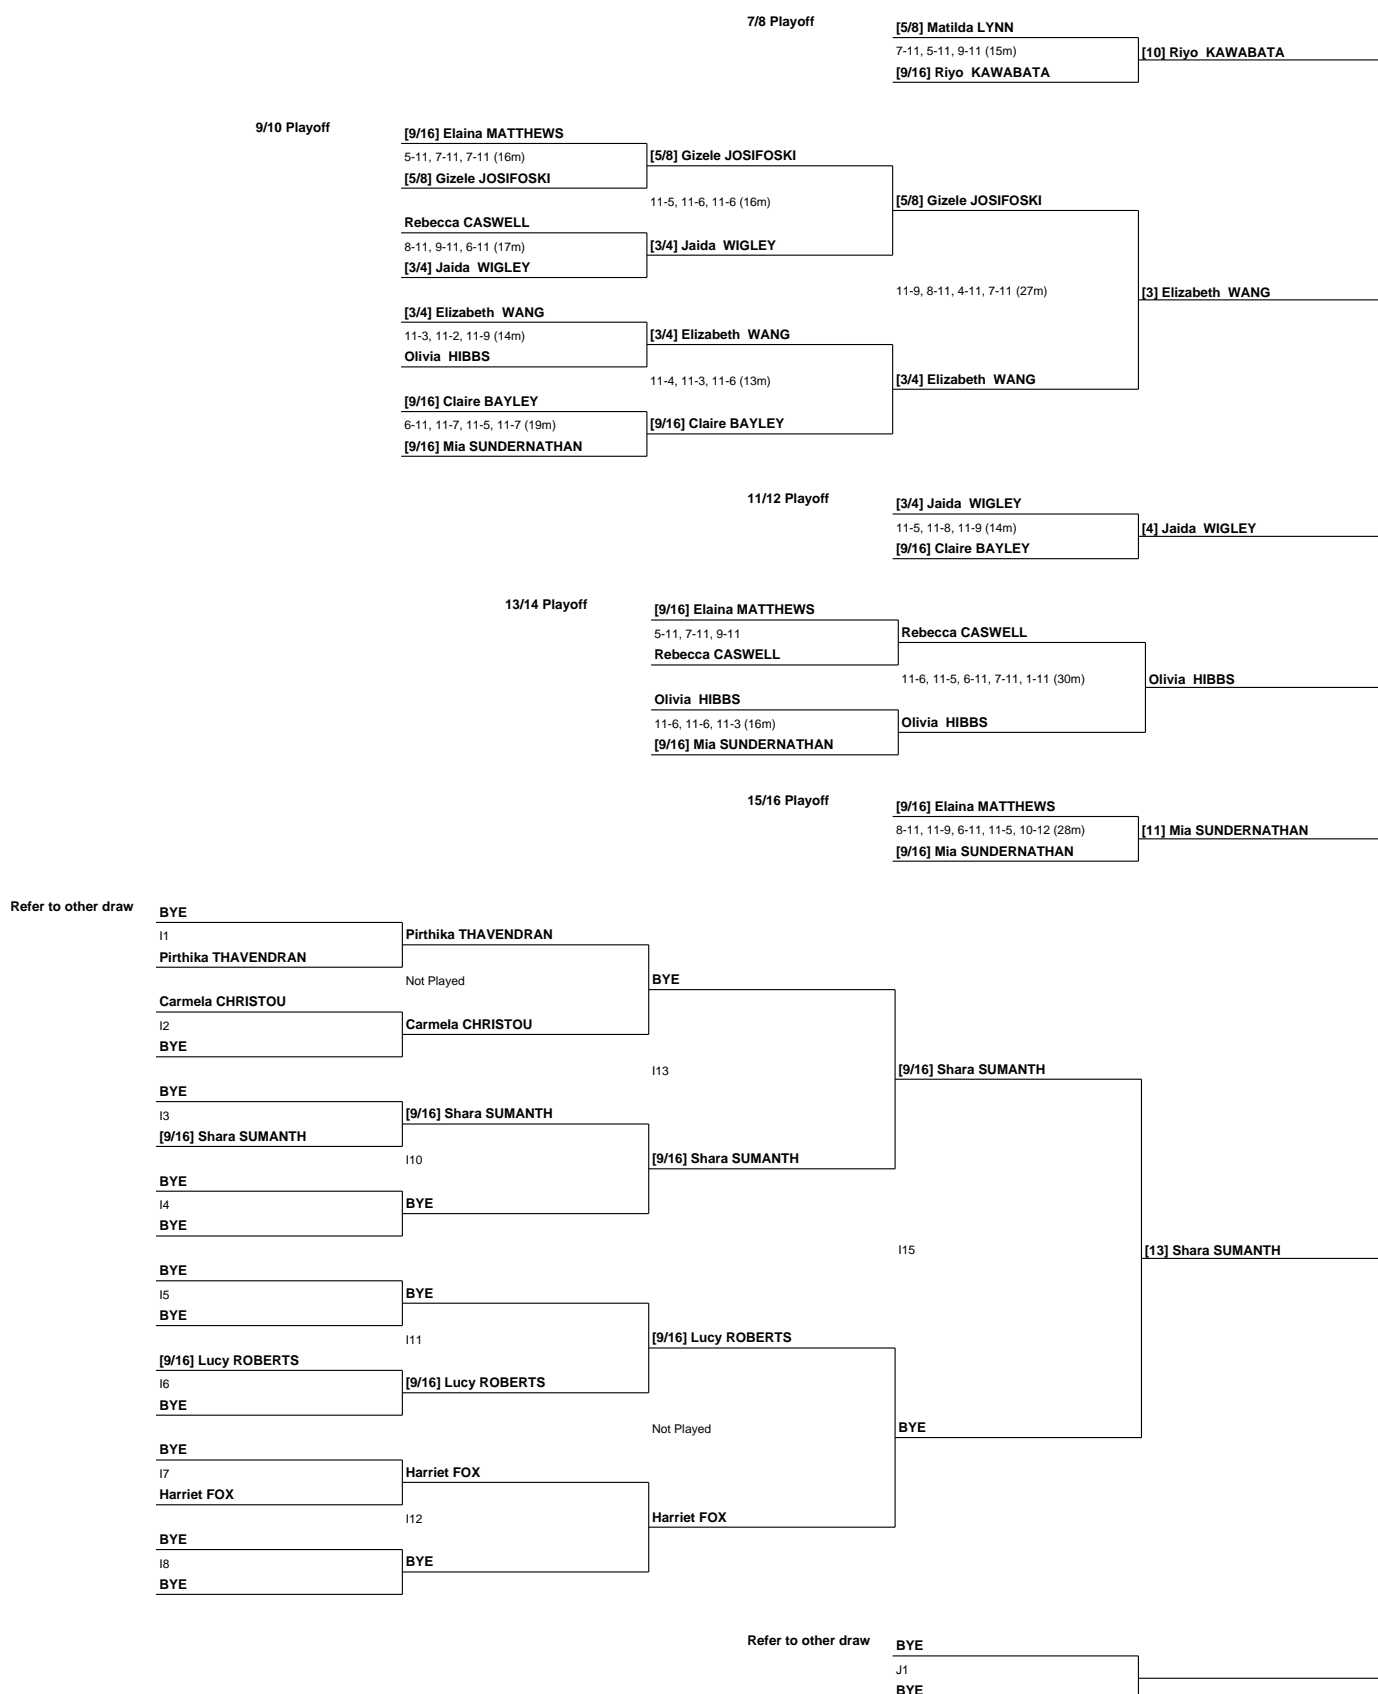 7/8 Playoff
[5/8] Matilda LYNN
7-11, 5-11, 9-11 (15m)
[10] Riyo KAWABATA
[9/16] Riyo KAWABATA
9/10 Playoff
[9/16] Elaina MATTHEWS
5-11, 7-11, 7-11 (16m)
[5/8] Gizele JOSIFOSKI
[5/8] Gizele JOSIFOSKI
11-5, 11-6, 11-6 (16m)
[5/8] Gizele JOSIFOSKI
Rebecca CASWELL
8-11, 9-11, 6-11 (17m)
[3/4] Jaida WIGLEY
[3/4] Jaida WIGLEY
11-9, 8-11, 4-11, 7-11 (27m)
[3] Elizabeth WANG
[3/4] Elizabeth WANG
11-3, 11-2, 11-9 (14m)
[3/4] Elizabeth WANG
Olivia HIBBS
11-4, 11-3, 11-6 (13m)
[3/4] Elizabeth WANG
[9/16] Claire BAYLEY
6-11, 11-7, 11-5, 11-7 (19m)
[9/16] Claire BAYLEY
[9/16] Mia SUNDERNATHAN
11/12 Playoff
[3/4] Jaida WIGLEY
11-5, 11-8, 11-9 (14m)
[4] Jaida WIGLEY
[9/16] Claire BAYLEY
13/14 Playoff
[9/16] Elaina MATTHEWS
5-11, 7-11, 9-11
Rebecca CASWELL
Rebecca CASWELL
11-6, 11-5, 6-11, 7-11, 1-11 (30m)
Olivia HIBBS
Olivia HIBBS
11-6, 11-6, 11-3 (16m)
Olivia HIBBS
[9/16] Mia SUNDERNATHAN
15/16 Playoff
[9/16] Elaina MATTHEWS
8-11, 11-9, 6-11, 11-5, 10-12 (28m)
[11] Mia SUNDERNATHAN
[9/16] Mia SUNDERNATHAN
Refer to other draw
BYE
I1
Pirthika THAVENDRAN
Pirthika THAVENDRAN
Not Played
BYE
Carmela CHRISTOU
I2
Carmela CHRISTOU
BYE
I13
[9/16] Shara SUMANTH
BYE
I3
[9/16] Shara SUMANTH
[9/16] Shara SUMANTH
I10
[9/16] Shara SUMANTH
BYE
I4
BYE
BYE
I15
[13] Shara SUMANTH
BYE
I5
BYE
BYE
I11
[9/16] Lucy ROBERTS
[9/16] Lucy ROBERTS
I6
[9/16] Lucy ROBERTS
BYE
Not Played
BYE
BYE
I7
Harriet FOX
Harriet FOX
I12
Harriet FOX
BYE
I8
BYE
BYE
Refer to other draw
BYE
J1
BYE